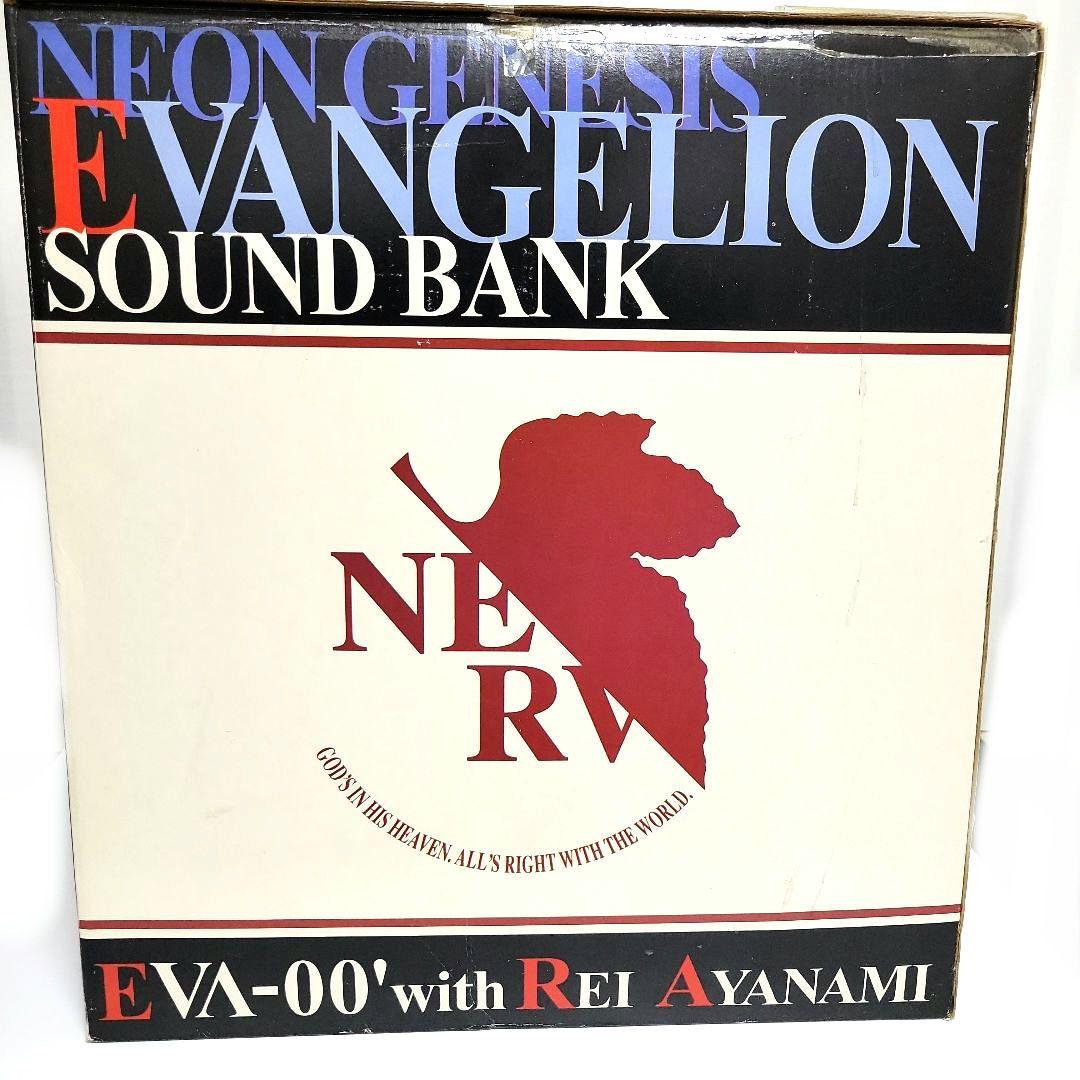 NEON GENESIS
EVANGELION
SOUND BANK
NE
RV
GOD'S IN HIS HEAVEN. ALL'S RIGHT WITH THE WORLD.
EVA-00' with REI AYANAMI